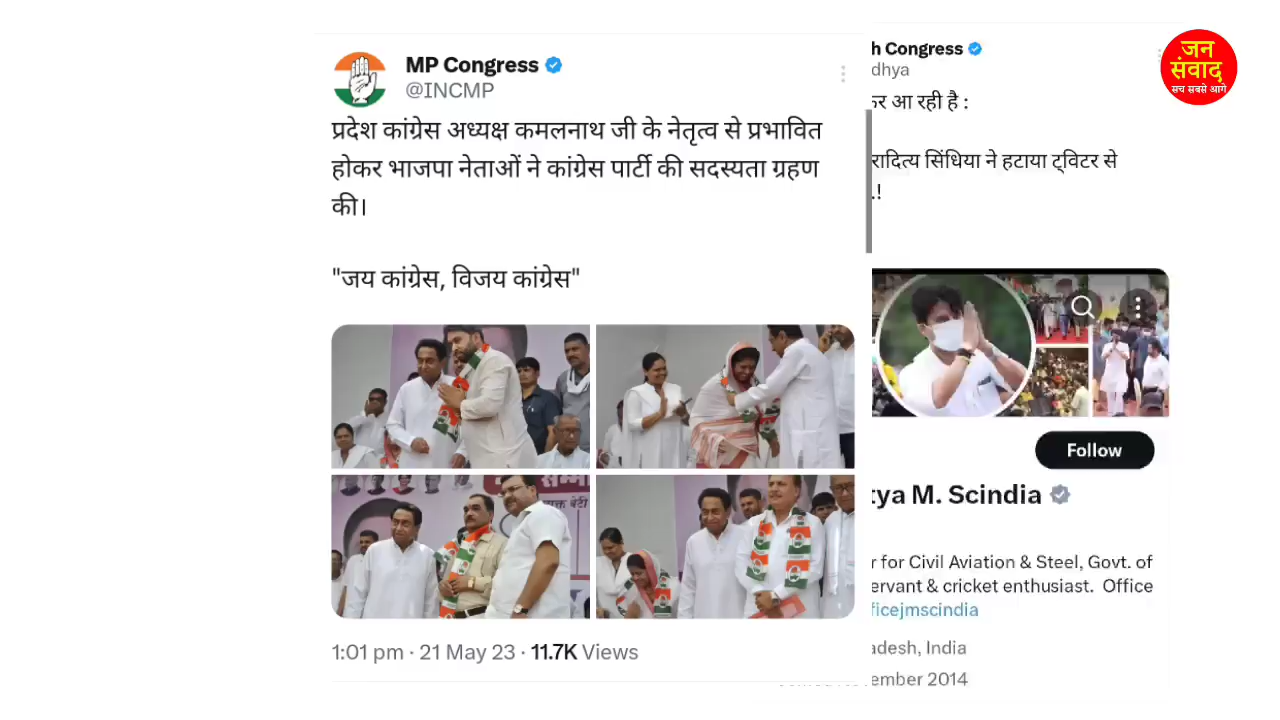 MP Congress
@INCMP
प्रदेश कांग्रेस अध्यक्ष कमलनाथ जी के नेतृत्व से प्रभावित
होकर भाजपा नेताओं ने कांग्रेस पार्टी की सदस्यता ग्रहण
की।
"जय कांग्रेस, विजय कांग्रेस"
1:01 pm · 21 May 23 · 11.7K Views
h Congress
dhya
आ रही है :
रादित्य सिंधिया ने हटाया ट्विटर से
.!
Follow
tya M. Scindia
r for Civil Aviation & Steel, Govt. of
ervant & cricket enthusiast. Office
ficejmscindia
adesh, India
ember 2014
जन
संवाद
सच सबसे आगे